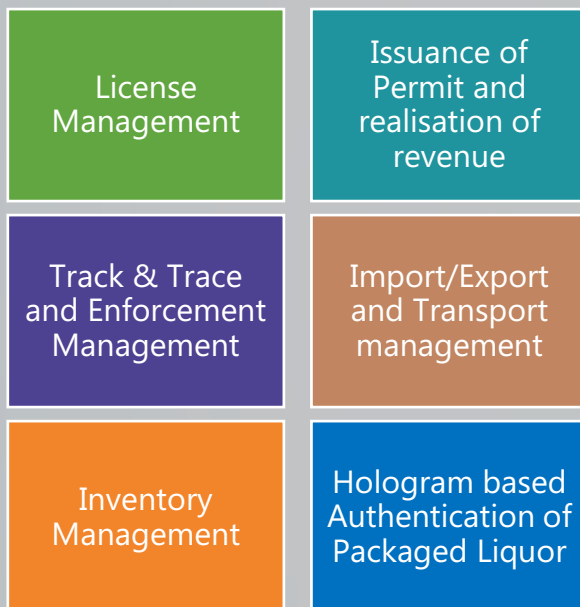 License
Management
Issuance of
Permit and
realisation of
revenue
Track & Trace
and Enforcement
Management
Import/Export
and Transport
management
Inventory
Management
Hologram based
Authentication of
Packaged Liquor